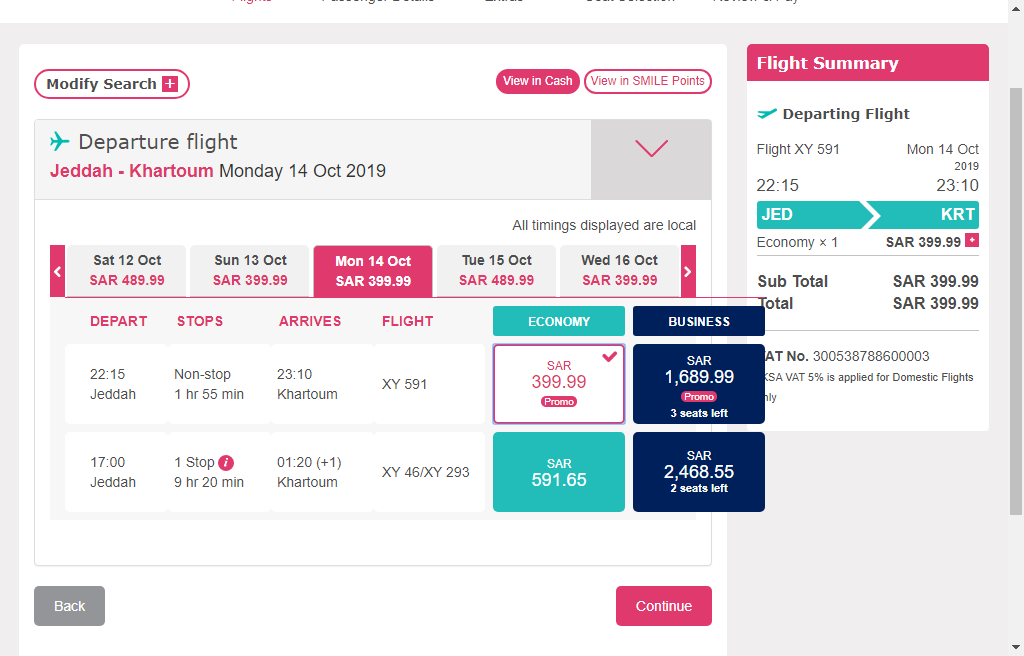 Flights Passenger Details Extras Seat Selection Review & Pay
Modify Search
View in Cash View in SMILE Points
Departure flight
Jeddah - Khartoum Monday 14 Oct 2019
All timings displayed are local
Sat 12 Oct Sun 13 Oct Mon 14 Oct Tue 15 Oct Wed 16 Oct
SAR 489.99 SAR 399.99 SAR 399.99 SAR 489.99 SAR 399.99
DEPART STOPS ARRIVES FLIGHT ECONOMY BUSINESS
22:15 Non-stop 23:10
Jeddah 1 hr 55 min Khartoum
XY 591
SAR
399.99
Promo
SAR
1,689.99
Promo
3 seats left
17:00 1 Stop i 01:20 (+1)
Jeddah 9 hr 20 min Khartoum
XY 46/XY 293
SAR
591.65
SAR
2,468.55
2 seats left
Back Continue
Flight Summary
Departing Flight
Flight XY 591 Mon 14 Oct
2019
22:15 23:10
JED KRT
Economy × 1 SAR 399.99 +
Sub Total SAR 399.99
Total SAR 399.99
AT No. 300538788600003
KSA VAT 5% is applied for Domestic Flights
nly